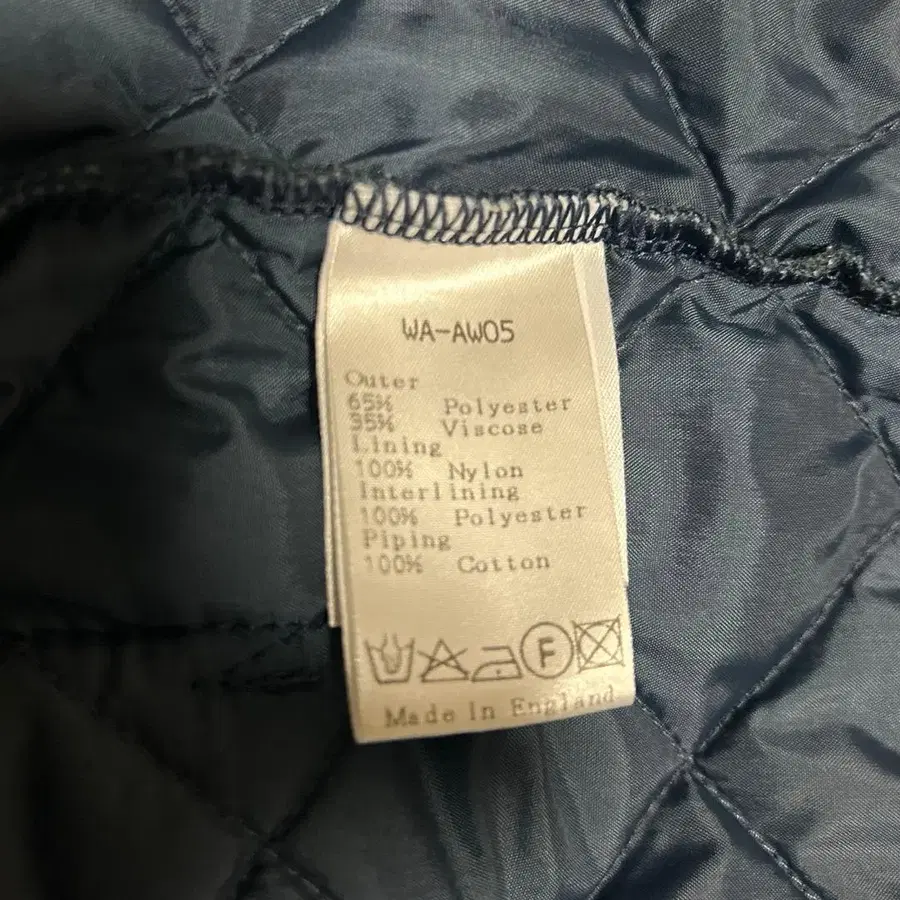 WA-AW05
Outer
65% Polyester
35% Viscose
Lining
100% Nylon
Interlining
100% Polyester
Piping
100% Cotton
F
Made in England